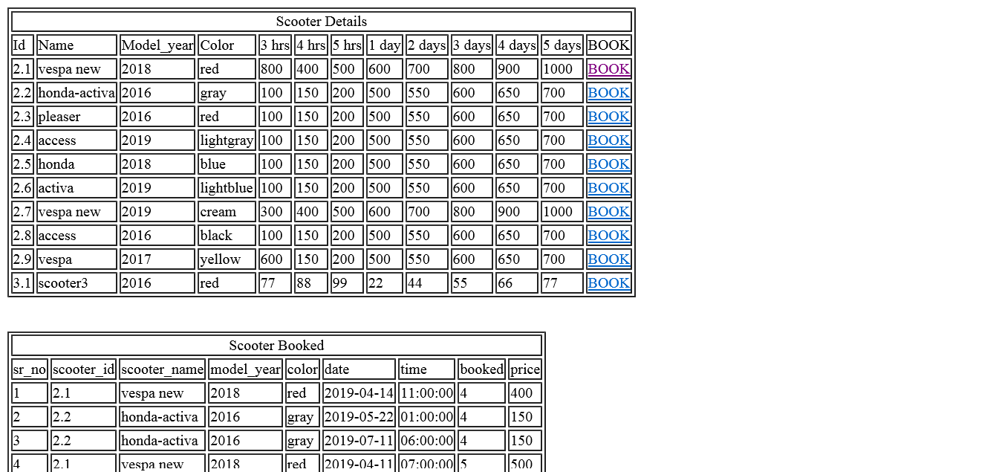 Scooter Details
Id Name Model_year Color 3 hrs 4 hrs 5 hrs 1 day 2 days 3 days 4 days 5 days BOOK
2.1 vespa new 2018 red 800 400 500 600 700 800 900 1000 BOOK
2.2 honda-activa 2016 gray 100 150 200 500 550 600 650 700 BOOK
2.3 pleaser 2016 red 100 150 200 500 550 600 650 700 BOOK
2.4 access 2019 lightgray 100 150 200 500 550 600 650 700 BOOK
2.5 honda 2018 blue 100 150 200 500 550 600 650 700 BOOK
2.6 activa 2019 lightblue 100 150 200 500 550 600 650 700 BOOK
2.7 vespa new 2019 cream 300 400 500 600 700 800 900 1000 BOOK
2.8 access 2016 black 100 150 200 500 550 600 650 700 BOOK
2.9 vespa 2017 yellow 600 150 200 500 550 600 650 700 BOOK
3.1 scooter3 2016 red 77 88 99 22 44 55 66 77 BOOK
Scooter Booked
sr_no scooter_id scooter_name model_year color date time booked price
1 2.1 vespa new 2018 red 2019-04-14 11:00:00 4 400
2 2.2 honda-activa 2016 gray 2019-05-22 01:00:00 4 150
3 2.2 honda-activa 2016 gray 2019-07-11 06:00:00 4 150
4 2.1 vespa new 2018 red 2019-04-11 07:00:00 5 500